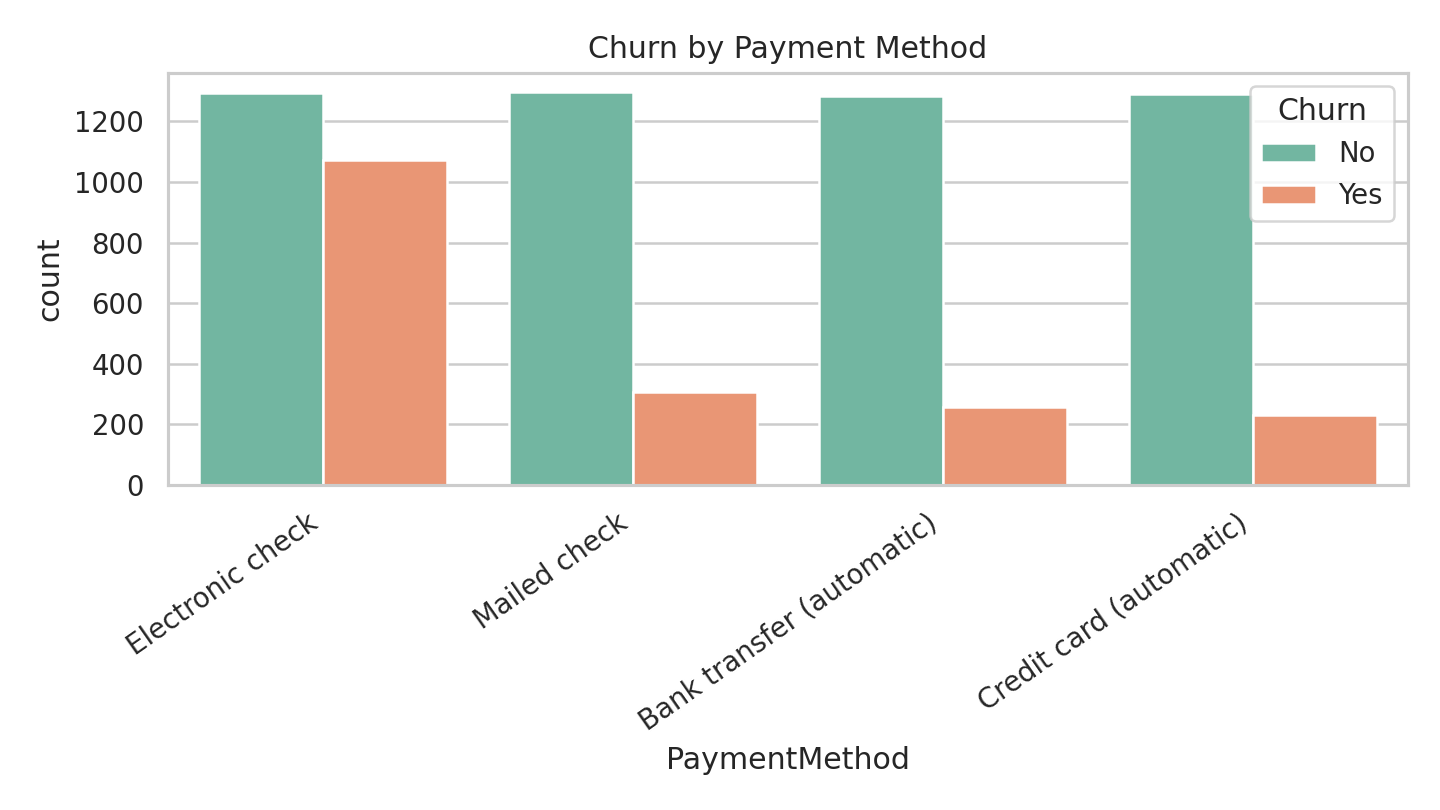 Churn by Payment Method
Churn
No
Yes
count
1200
1000
800
600
400
200
0
Electronic check
Mailed check
Bank transfer (automatic)
Credit card (automatic)
PaymentMethod